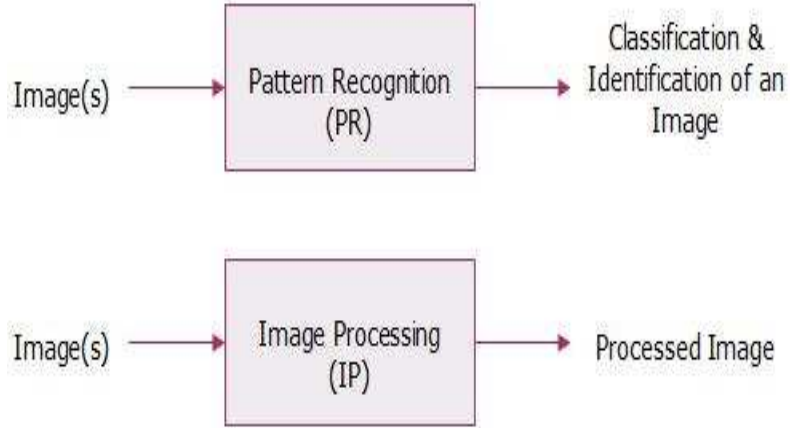 Image(s)
Pattern Recognition
(PR)
Classification &
Identification of an
Image
Image(s)
Image Processing
(IP)
Processed Image